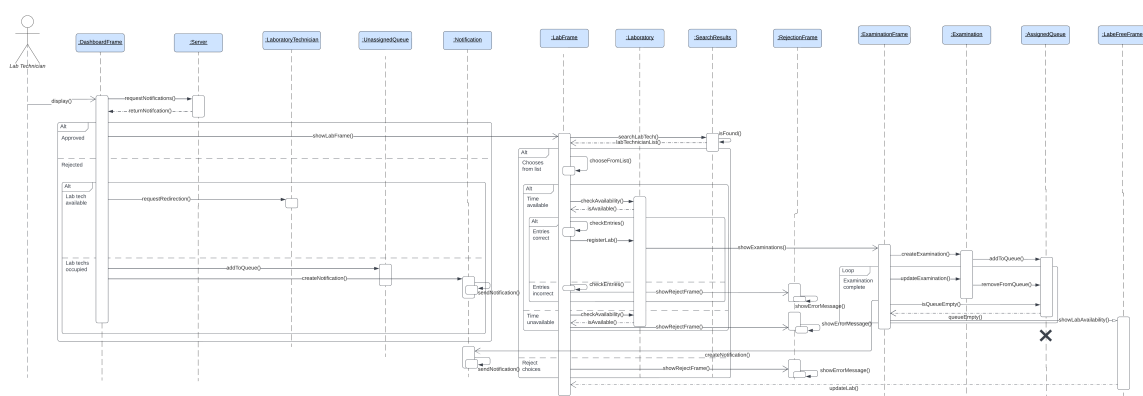 :DashboardFrame
:Server
:LaboratoryTechnician
:UnassignedQueue
:Notification
:LabFrame
:Laboratory
:SearchResults
:RejectionFrame
:ExaminationFrame
:Examination
:AssignedQueue
:LabeFreeFrame
Lab Technician
display()
requestNotifications()
returnNotifcation()
Alt
Approved
showLabFrame()
searchLabTech()
isFound()
labTechnicianList()
Rejected
Alt
Chooses
from list
chooseFromList()
Alt
Lab tech
available
requestRedirection()
Alt
Time
available
checkAvailability()
isAvailable()
Alt
Entries
correct
checkEntries()
registerLab()
showExaminations()
createExamination()
addToQueue()
Lab techs
occupied
addToQueue()
createNotification()
sendNotification()
Loop
Examination
complete
updateExamination()
removeFromQueue()
Entries
incorrect
checkEntries()
showRejectFrame()
showErrorMessage()
isQueueEmpty()
Time
unavailable
checkAvailability()
isAvailable()
showRejectFrame()
showErrorMessage()
queueEmpty()
showLabAvailability()
createNotification()
sendNotification()
Reject
choices
showRejectFrame()
showErrorMessage()
updateLab()